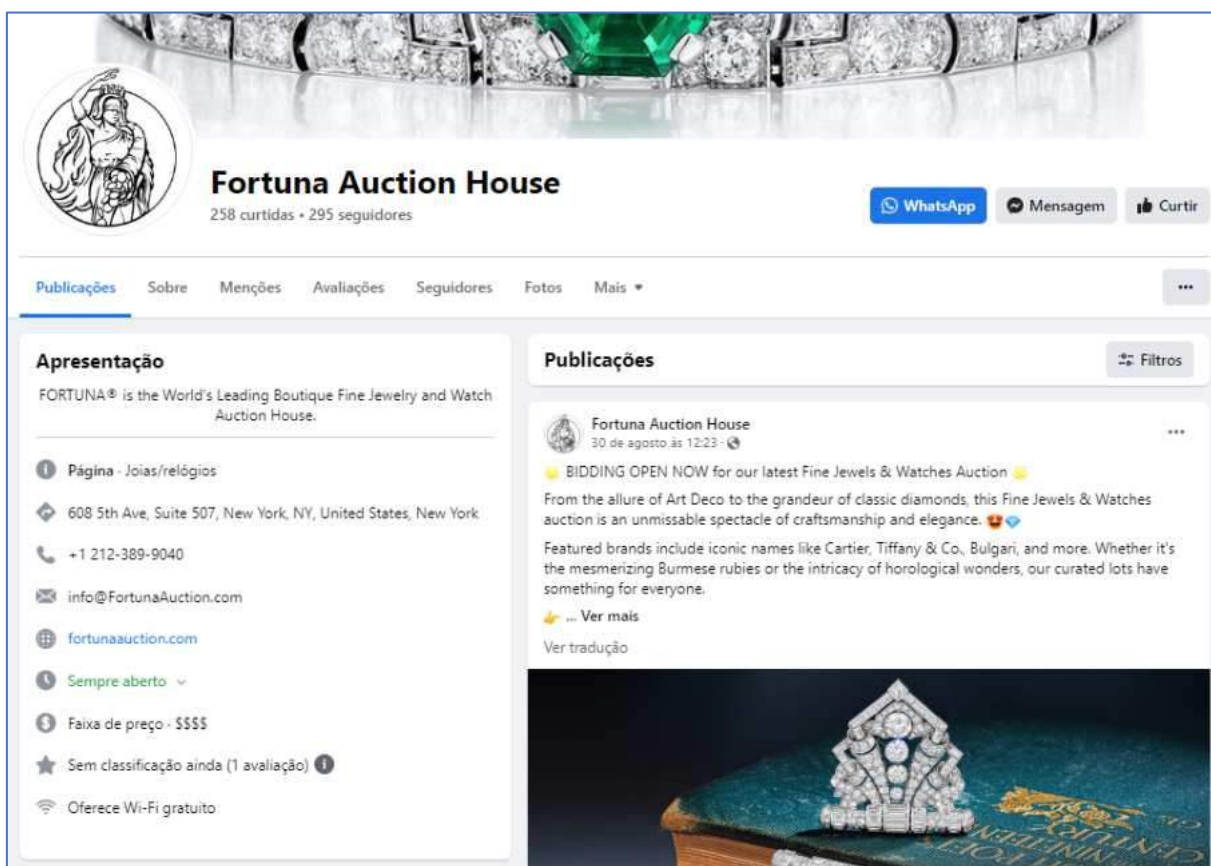 Fortuna Auction House
258 curtidas • 295 seguidores
WhatsApp
Mensagem
Curtir
Publicações
Sobre
Menções
Avaliações
Seguidores
Fotos
Mais
Apresentação
FORTUNA® is the World's Leading Boutique Fine Jewelry and Watch
Auction House.
Página · Joias/relógios
608 5th Ave, Suite 507, New York, NY, United States, New York
+1 212-389-9040
info@FortunaAuction.com
fortunaauction.com
Sempre aberto
Faixa de preço · $$$$
Sem classificação ainda (1 avaliação)
Oferece Wi-Fi gratuito
Publicações
Filtros
Fortuna Auction House
30 de agosto às 12:23 ·
BIDDING OPEN NOW for our latest Fine Jewels & Watches Auction
From the allure of Art Deco to the grandeur of classic diamonds, this Fine Jewels & Watches
auction is an unmissable spectacle of craftsmanship and elegance.
Featured brands include iconic names like Cartier, Tiffany & Co., Bulgari, and more. Whether it's
the mesmerizing Burmese rubies or the intricacy of horological wonders, our curated lots have
something for everyone.
... Ver mais
Ver tradução
CENTURY